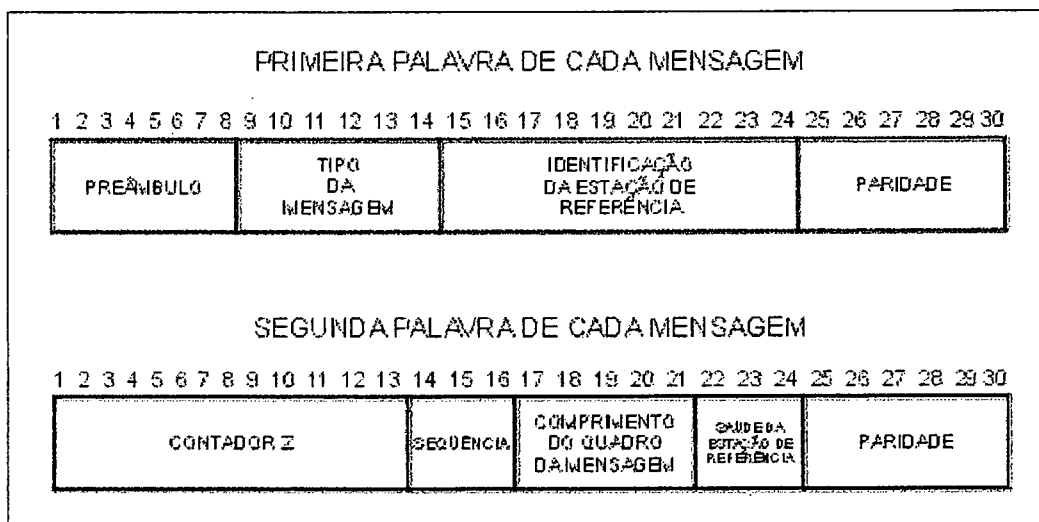 PRIMEIRA PALAVRA DE CADA MENSAGEM
1 2 3 4 5 6 7 8 9 10 11 12 13 14 15 16 17 18 19 20 21 22 23 24 25 26 27 28 29 30
PREÂMBULO
TIPO
DA
MENSAGEM
IDENTIFICAÇÃO
DA ESTAÇÃO DE
REFERÊNCIA
PARIDADE
SEGUNDA PALAVRA DE CADA MENSAGEM
1 2 3 4 5 6 7 8 9 10 11 12 13 14 15 16 17 18 19 20 21 22 23 24 25 26 27 28 29 30
CONTADOR Z
SEQÜÊNCIA
COMPRIMENTO
DO QUADRO
DA MENSAGEM
SAÚDE DA
ESTAÇÃO DE
REFERÊNCIA
PARIDADE